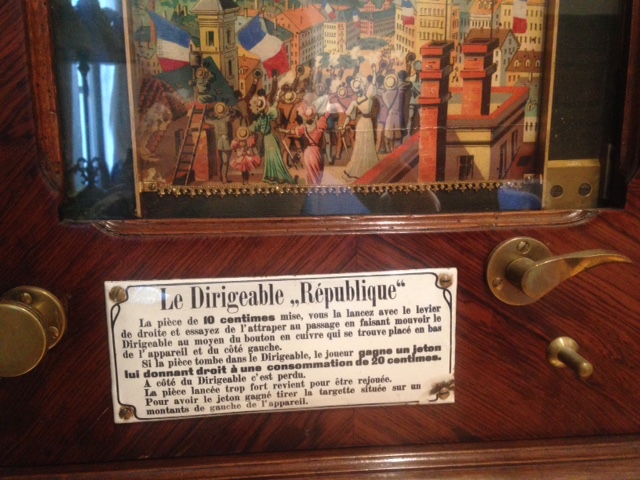 Le Dirigeable „République“
La pièce de 10 centimes mise, vous la lancez avec le levier
de droite et essayez de l'attraper au passage en faisant mouvoir le
Dirigeable au moyen du bouton en cuivre qui se trouve placé en bas
de l'appareil et du côté gauche.
Si la pièce tombe dans le Dirigeable, le joueur gagne un jeton
lui donnant droit à une consommation de 20 centimes.
A côté du Dirigeable c'est perdu.
La pièce lancée trop fort revient pour être rejouée.
Pour avoir le jeton gagné tirer la targette située sur un
montants de gauche de l'appareil.